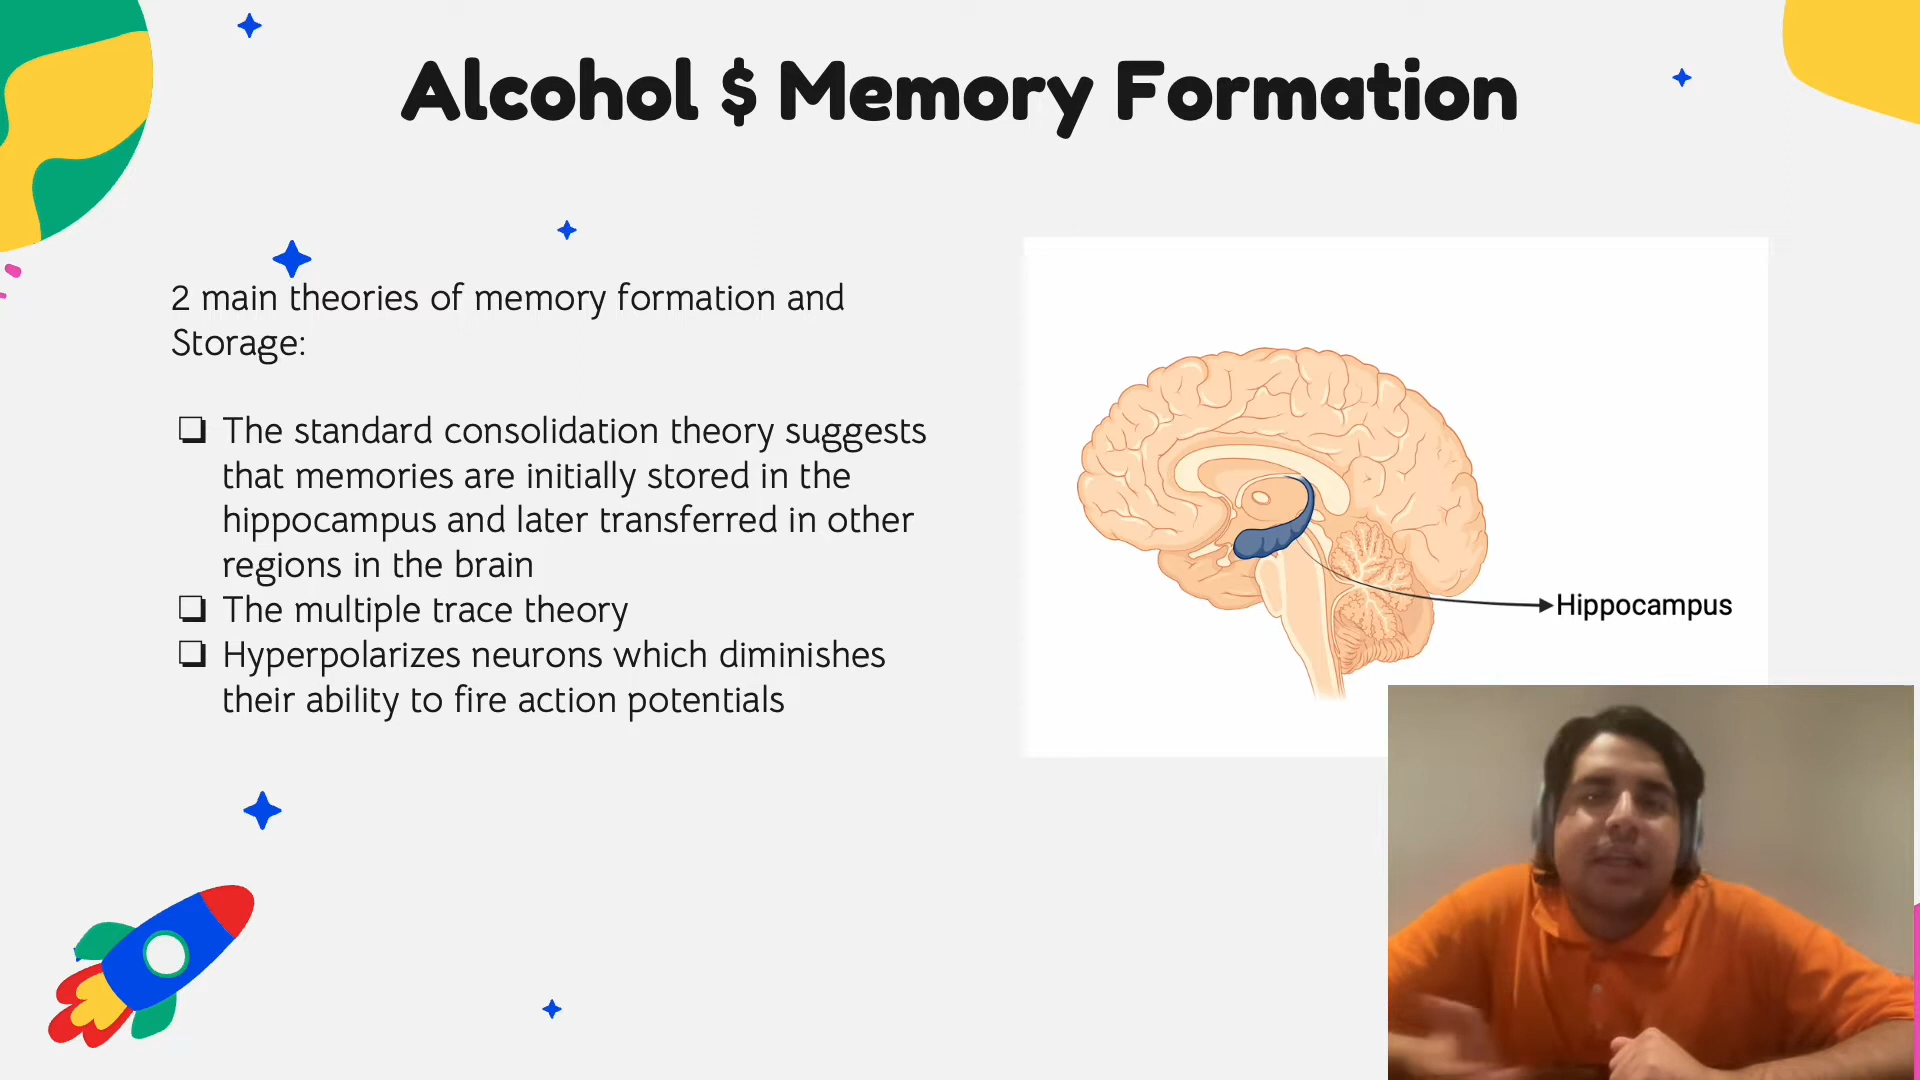 Alcohol $ Memory Formation
2 main theories of memory formation and
Storage:
❏ The standard consolidation theory suggests
that memories are initially stored in the
hippocampus and later transferred in other
regions in the brain
❏ The multiple trace theory
❏ Hyperpolarizes neurons which diminishes
their ability to fire action potentials
Hippocampus